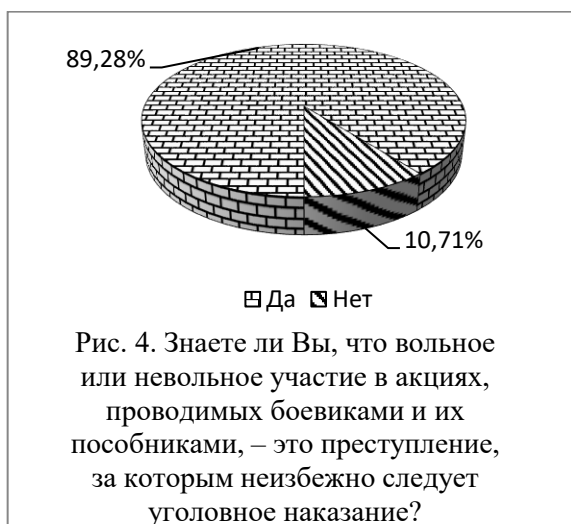 89,28%
10,71%
Да Нет
Рис. 4. Знаете ли Вы, что вольное
или невольное участие в акциях,
проводимых боевиками и их
пособниками, – это преступление,
за которым неизбежно следует
уголовное наказание?